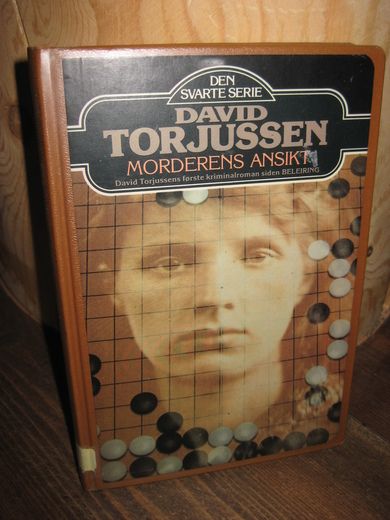 DEN
SVARTE SERIE
DAVID
TORJUSSEN
MORDERENS ANSIKT
David Torjussens første kriminalroman siden BELEIRING